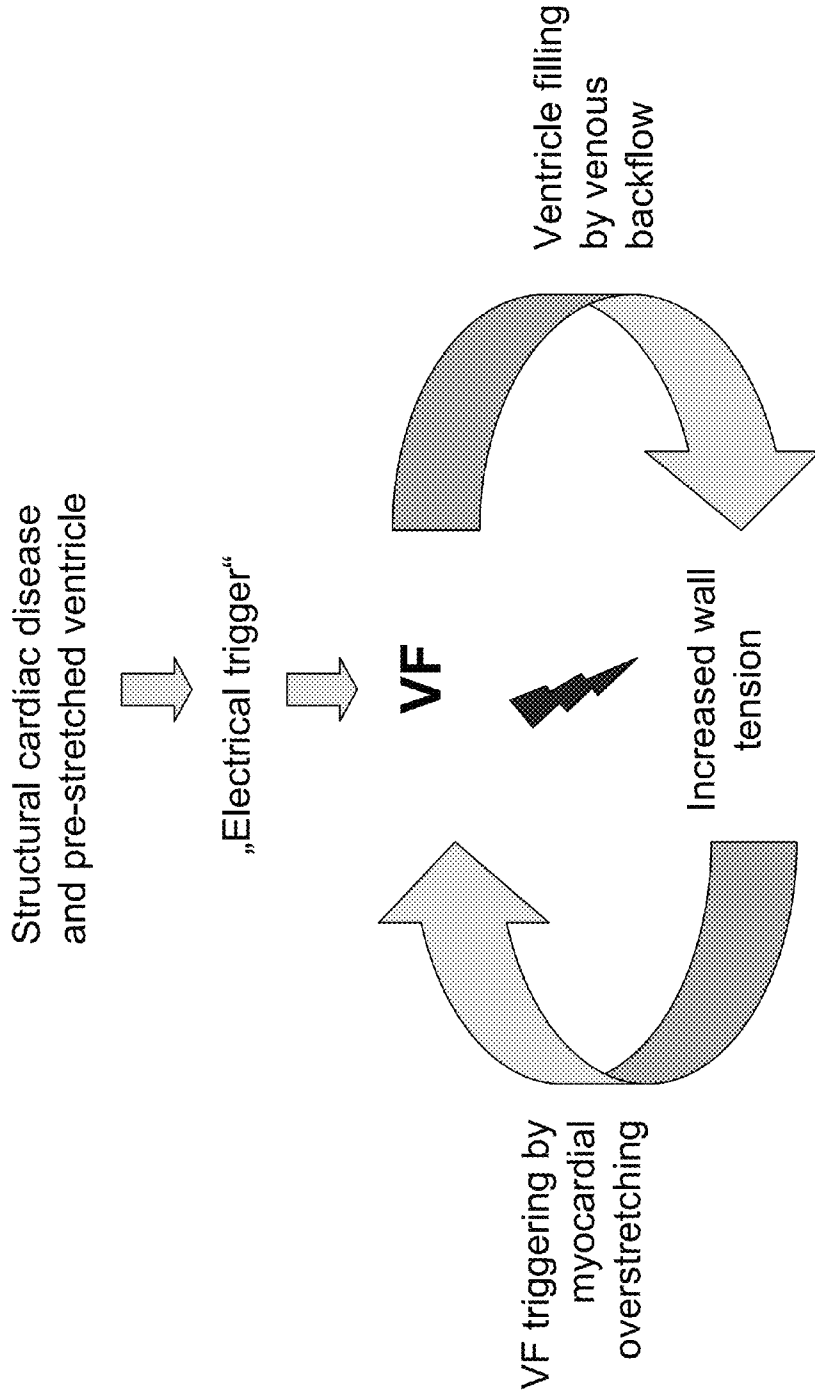 Structural cardiac disease
and pre-stretched ventricle
„Electrical trigger“
VF
Ventricle filling
by venous
backflow
Increased wall
tension
VF triggering by
myocardial
overstretching